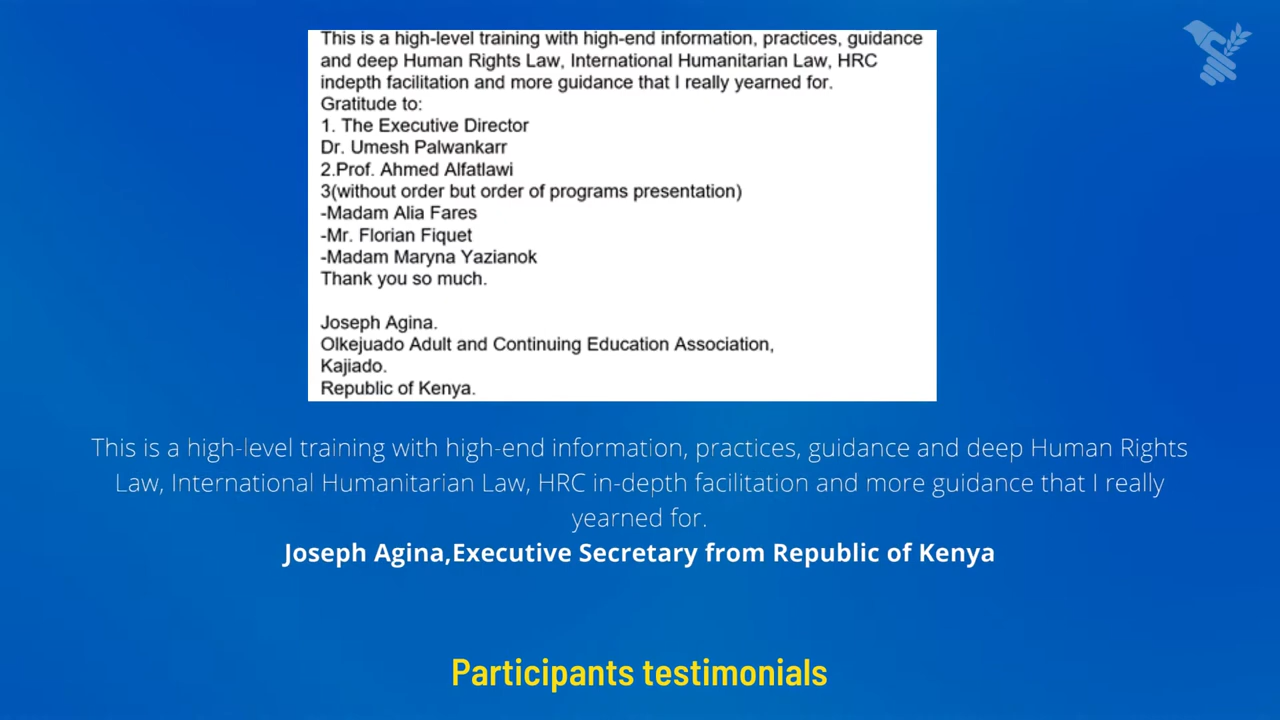 This is a high-level training with high-end information, practices, guidance
and deep Human Rights Law, International Humanitarian Law, HRC
indepth facilitation and more guidance that I really yearned for.
Gratitude to:
1. The Executive Director
Dr. Umesh Palwankarr
2.Prof. Ahmed Alfatlawi
3(without order but order of programs presentation)
-Madam Alia Fares
-Mr. Florian Fiquet
-Madam Maryna Yazianok
Thank you so much.
Joseph Agina.
Olkejuado Adult and Continuing Education Association,
Kajiado.
Republic of Kenya.
This is a high-level training with high-end information, practices, guidance and deep Human Rights
Law, International Humanitarian Law, HRC in-depth facilitation and more guidance that I really
yearned for.
Joseph Agina,Executive Secretary from Republic of Kenya
Participants testimonials